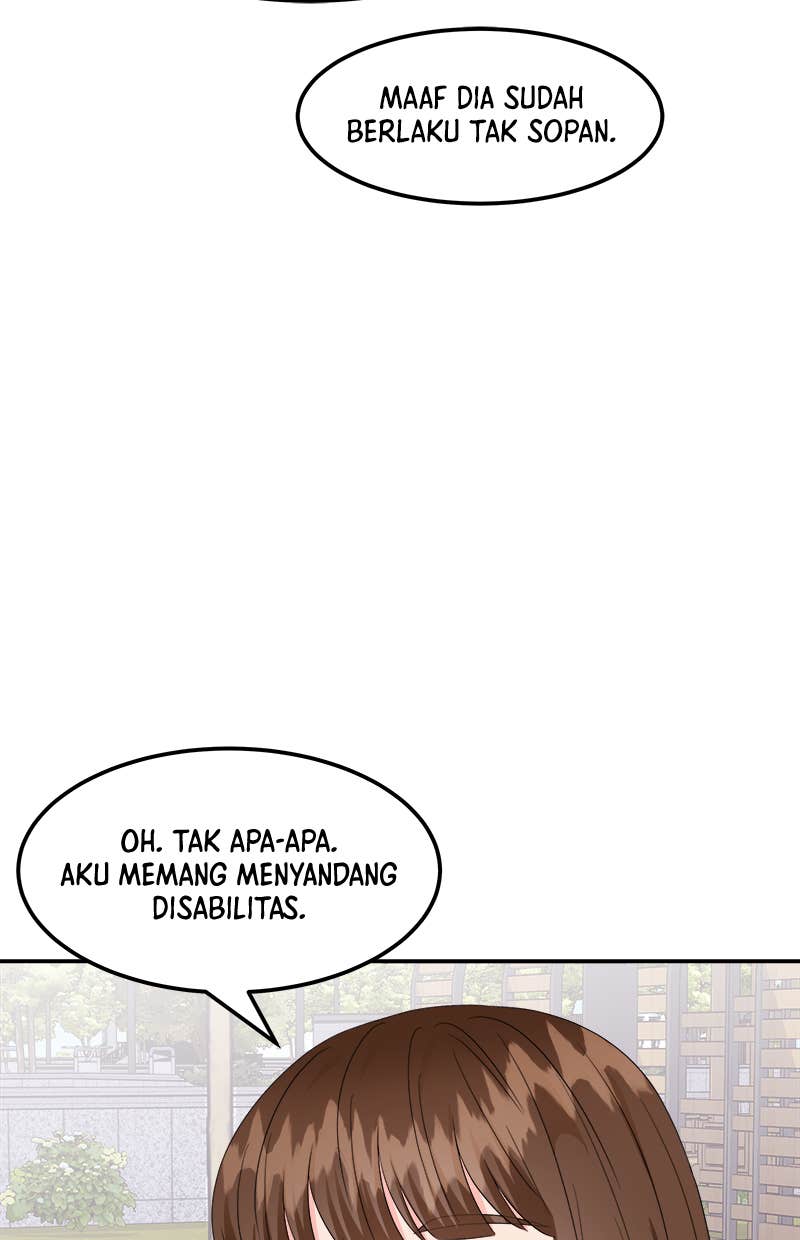 MAAF DIA SUDAH
BERLAKU TAK SOPAN.
OH. TAK APA-APA.
AKU MEMANG MENYANDANG
DISABILITAS.